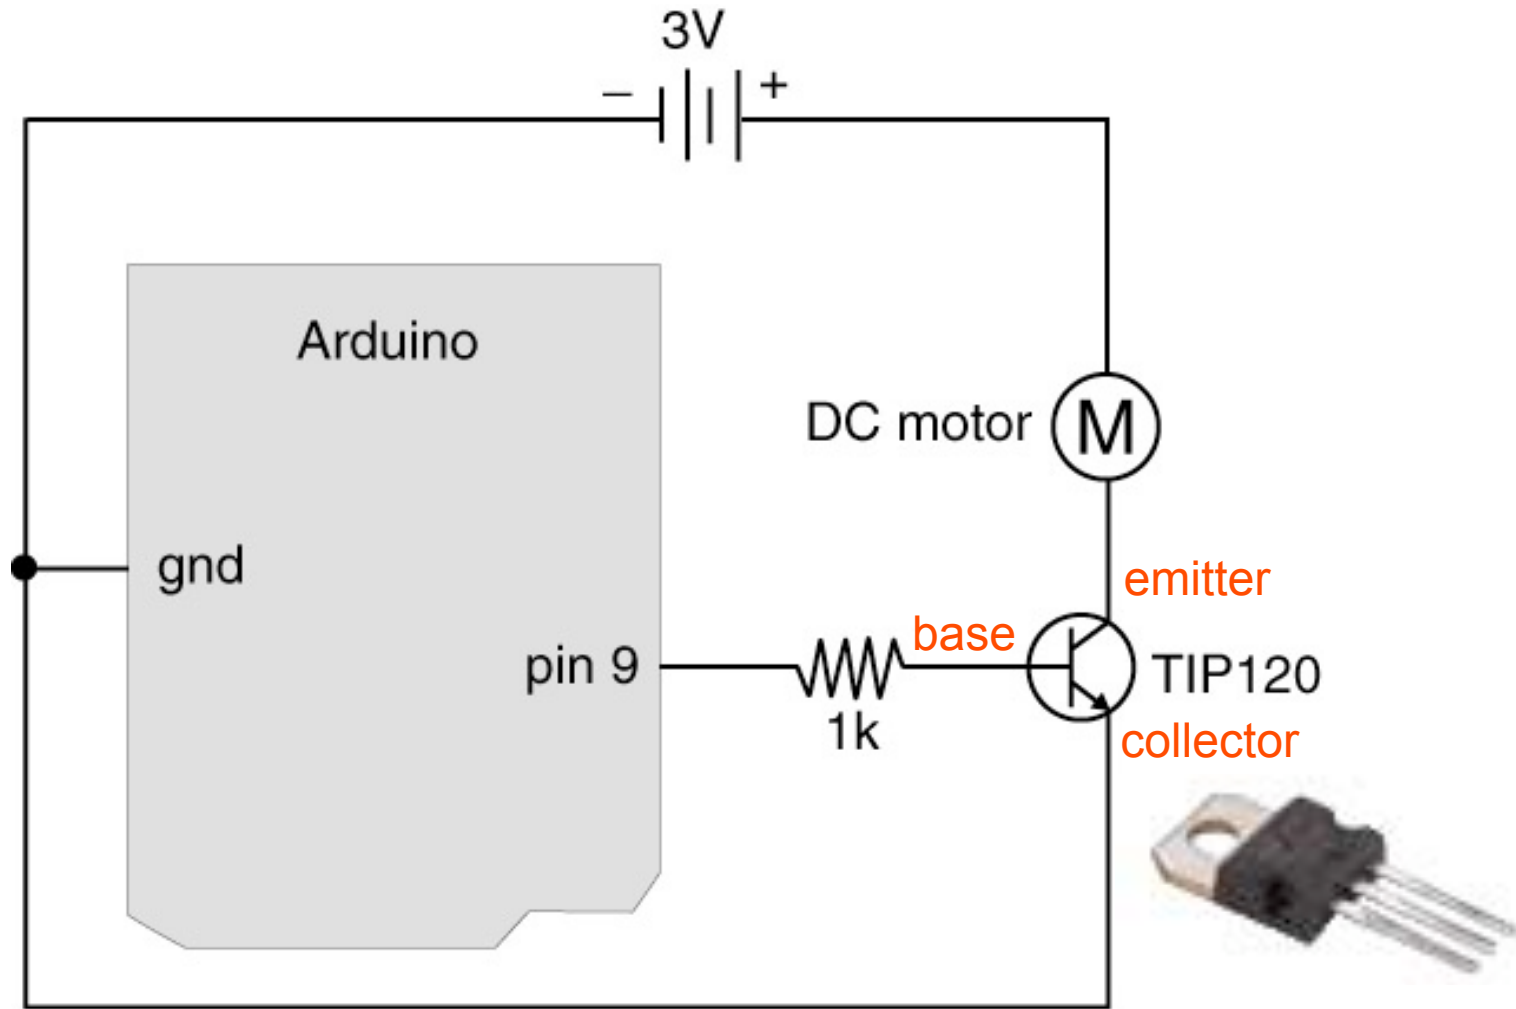 3V
– +
Arduino
DC motor
M
gnd
emitter
base
pin 9
TIP120
1k
collector